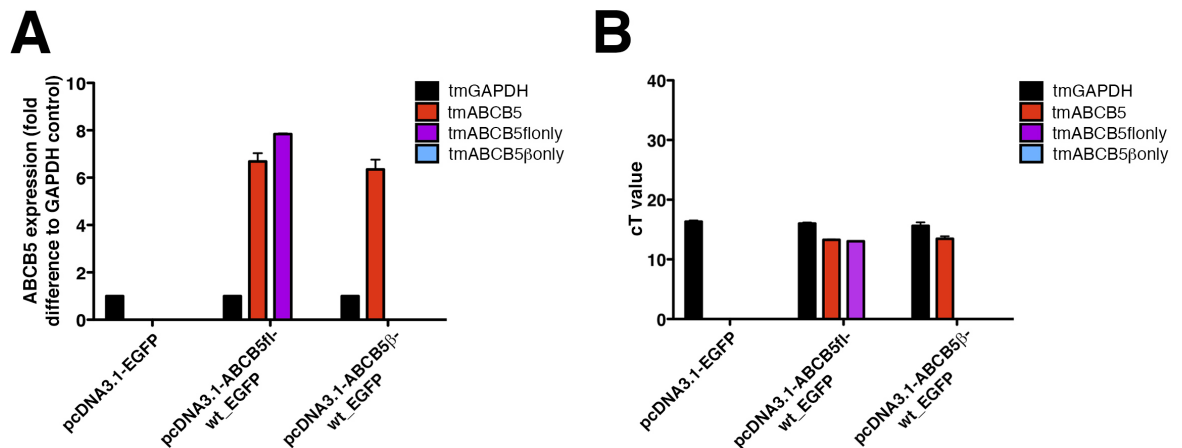 A
ABCB5 expression (fold
difference to GAPDH control)
10
8
6
4
2
0
pcDNA3.1-EGFP
pcDNA3.1-ABCB5fl-
wt_EGFP
pcDNA3.1-ABCB5β-
wt_EGFP
tmGAPDH
tmABCB5
tmABCB5flonly
tmABCB5βonly
B
cT value
40
30
20
10
0
pcDNA3.1-EGFP
pcDNA3.1-ABCB5fl-
wt_EGFP
pcDNA3.1-ABCB5β-
wt_EGFP
tmGAPDH
tmABCB5
tmABCB5flonly
tmABCB5βonly